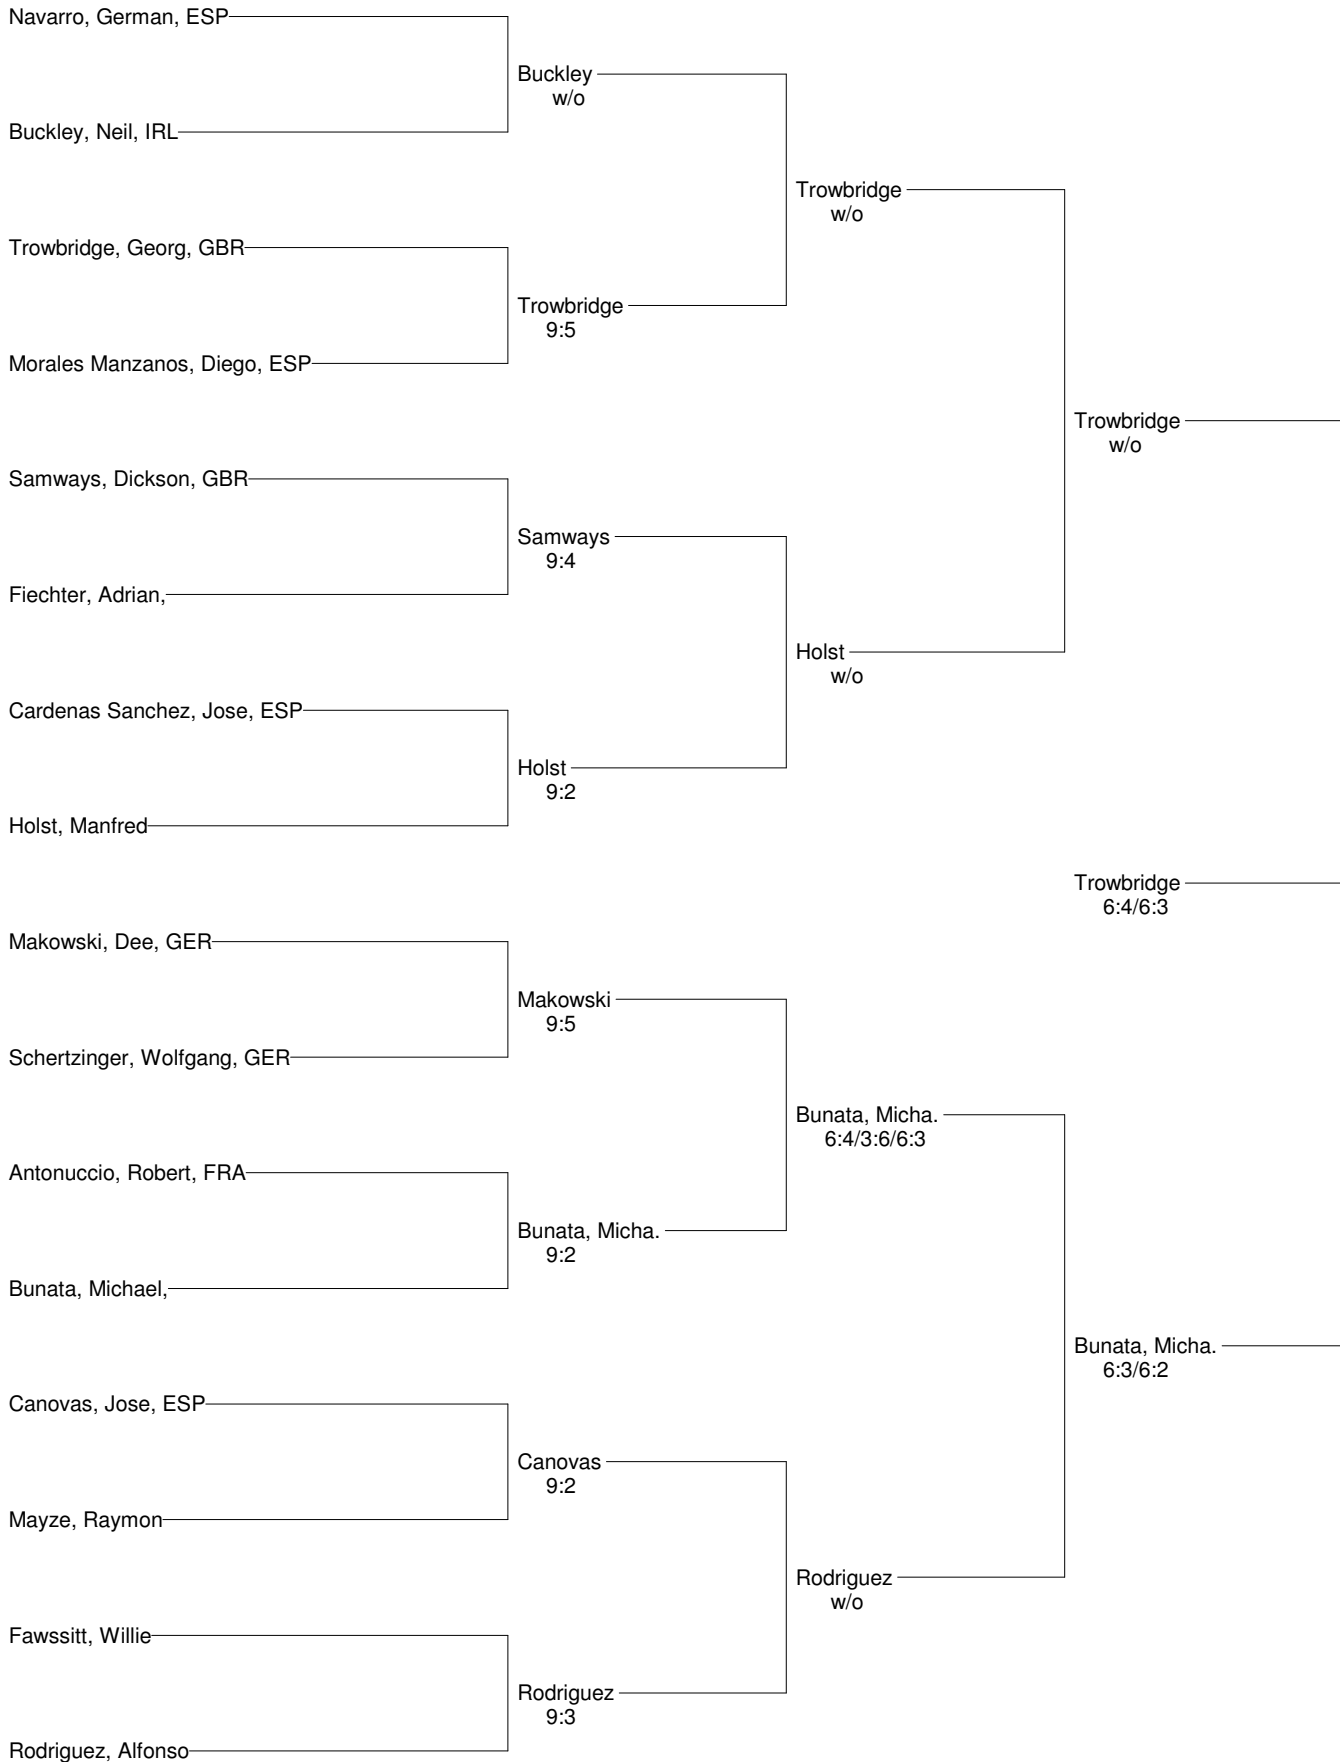 Navarro, German, ESP
Buckley
w/o
Buckley, Neil, IRL
Trowbridge
w/o
Trowbridge, Georg, GBR
Trowbridge
9:5
Morales Manzanos, Diego, ESP
Trowbridge
w/o
Samways, Dickson, GBR
Samways
9:4
Fiechter, Adrian,
Holst
w/o
Cardenas Sanchez, Jose, ESP
Holst
9:2
Holst, Manfred
Trowbridge
6:4/6:3
Makowski, Dee, GER
Makowski
9:5
Schertzinger, Wolfgang, GER
Bunata, Micha.
6:4/3:6/6:3
Antonuccio, Robert, FRA
Bunata, Micha.
9:2
Bunata, Michael,
Bunata, Micha.
6:3/6:2
Canovas, Jose, ESP
Canovas
9:2
Mayze, Raymon
Rodriguez
w/o
Fawssitt, Willie
Rodriguez
9:3
Rodriguez, Alfonso